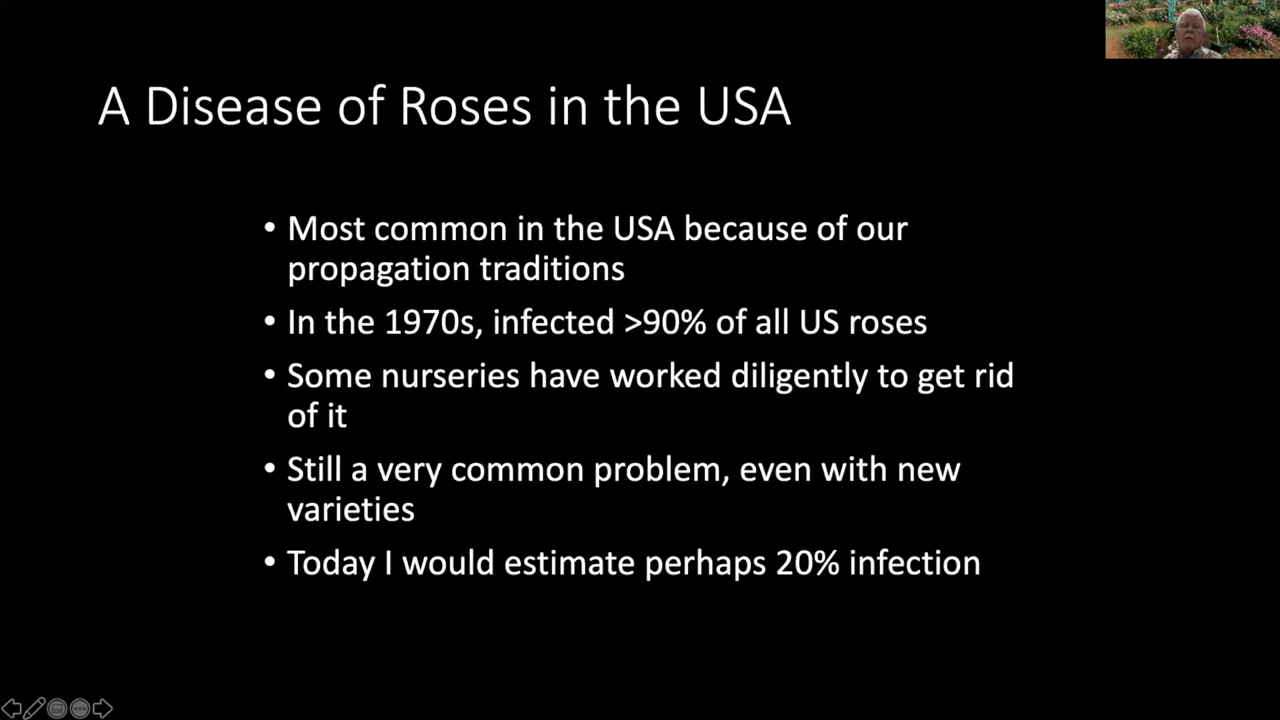 A Disease of Roses in the USA
• Most common in the USA because of our
propagation traditions
• In the 1970s, infected >90% of all US roses
• Some nurseries have worked diligently to get rid
of it
• Still a very common problem, even with new
varieties
• Today I would estimate perhaps 20% infection